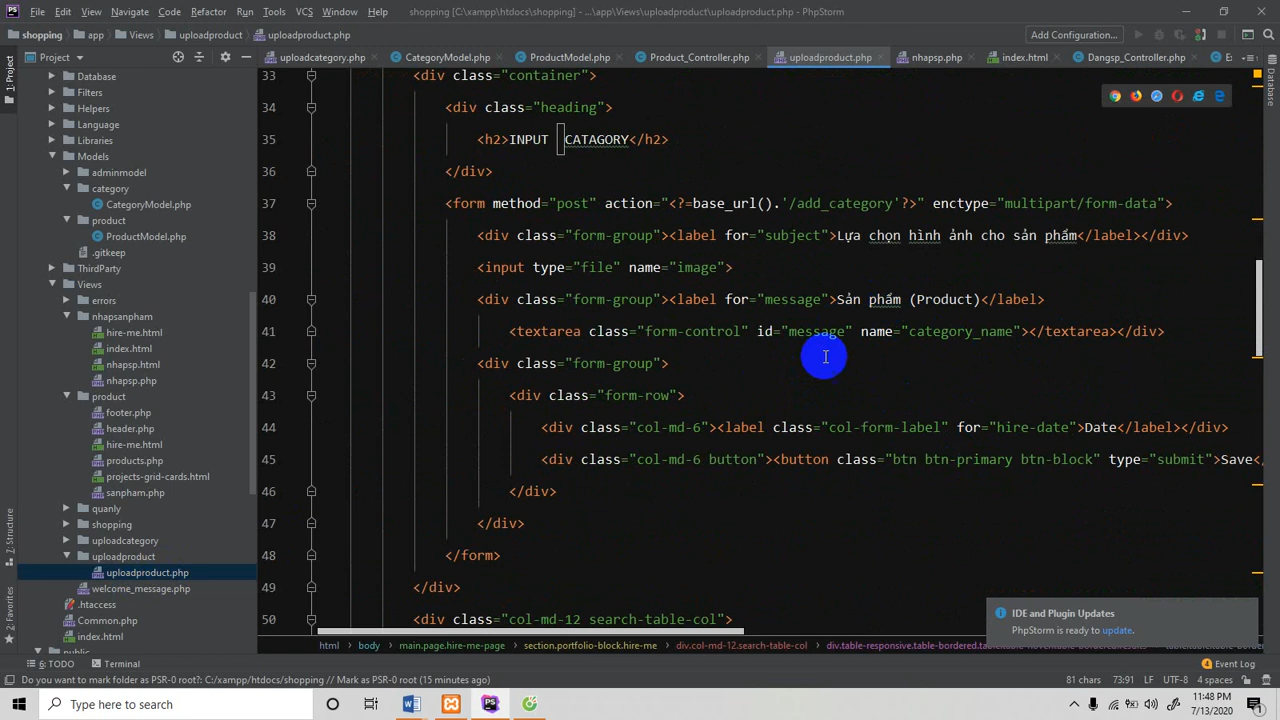 File Edit View Navigate Code Refactor Run Tools VCS Window Help shopping [C:\xampp\htdocs\shopping] - ...\app\Views\uploadproduct\uploadproduct.php - PhpStorm
shopping app Views uploadproduct uploadproduct.php Add Configuration...
Project uploadcategory.php CategoryModel.php ProductModel.php Product_Controller.php uploadproduct.php nhapsp.php index.html Dangsp_Controller.php
1: Project
Database
Database
Filters
Helpers
Language
Libraries
Models
adminmodel
category
CategoryModel.php
product
ProductModel.php
.gitkeep
ThirdParty
Views
errors
nhapsanpham
hire-me.html
index.html
nhapsp.html
nhapsp.php
product
footer.php
header.php
hire-me.html
products.php
projects-grid-cards.html
sanpham.php
quanly
shopping
uploadcategory
uploadproduct
uploadproduct.php
welcome_message.php
.htaccess
Common.php
index.html
7: Structure
2: Favorites
33 <div class="container">
34 <div class="heading">
35 <h2>INPUT CATAGORY</h2>
36 </div>
37 <form method="post" action="<?=base_url().'/add_category'?>" enctype="multipart/form-data">
38 <div class="form-group"><label for="subject">Lựa chọn hình ảnh cho sản phẩm</label></div>
39 <input type="file" name="image">
40 <div class="form-group"><label for="message">Sản phẩm (Product)</label>
41 <textarea class="form-control" id="message" name="category_name"></textarea></div>
42 <div class="form-group">
43 <div class="form-row">
44 <div class="col-md-6"><label class="col-form-label" for="hire-date">Date</label></div>
45 <div class="col-md-6 button"><button class="btn btn-primary btn-block" type="submit">Save<
46 </div>
47 </div>
48 </form>
49 </div>
50 <div class="col-md-12 search-table-col">
IDE and Plugin Updates
PhpStorm is ready to update.
html body main.page.hire-me-page section.portfolio-block.hire-me div.col-md-12.search-table-col
6: TODO Terminal 4 Event Log
Do you want to mark folder as PSR-0 root?: C:/xampp/htdocs/shopping // Mark as PSR-0 root (15 minutes ago) 81 chars 73:91 LF UTF-8 4 spaces
Type here to search
11:48 PM
7/13/2020